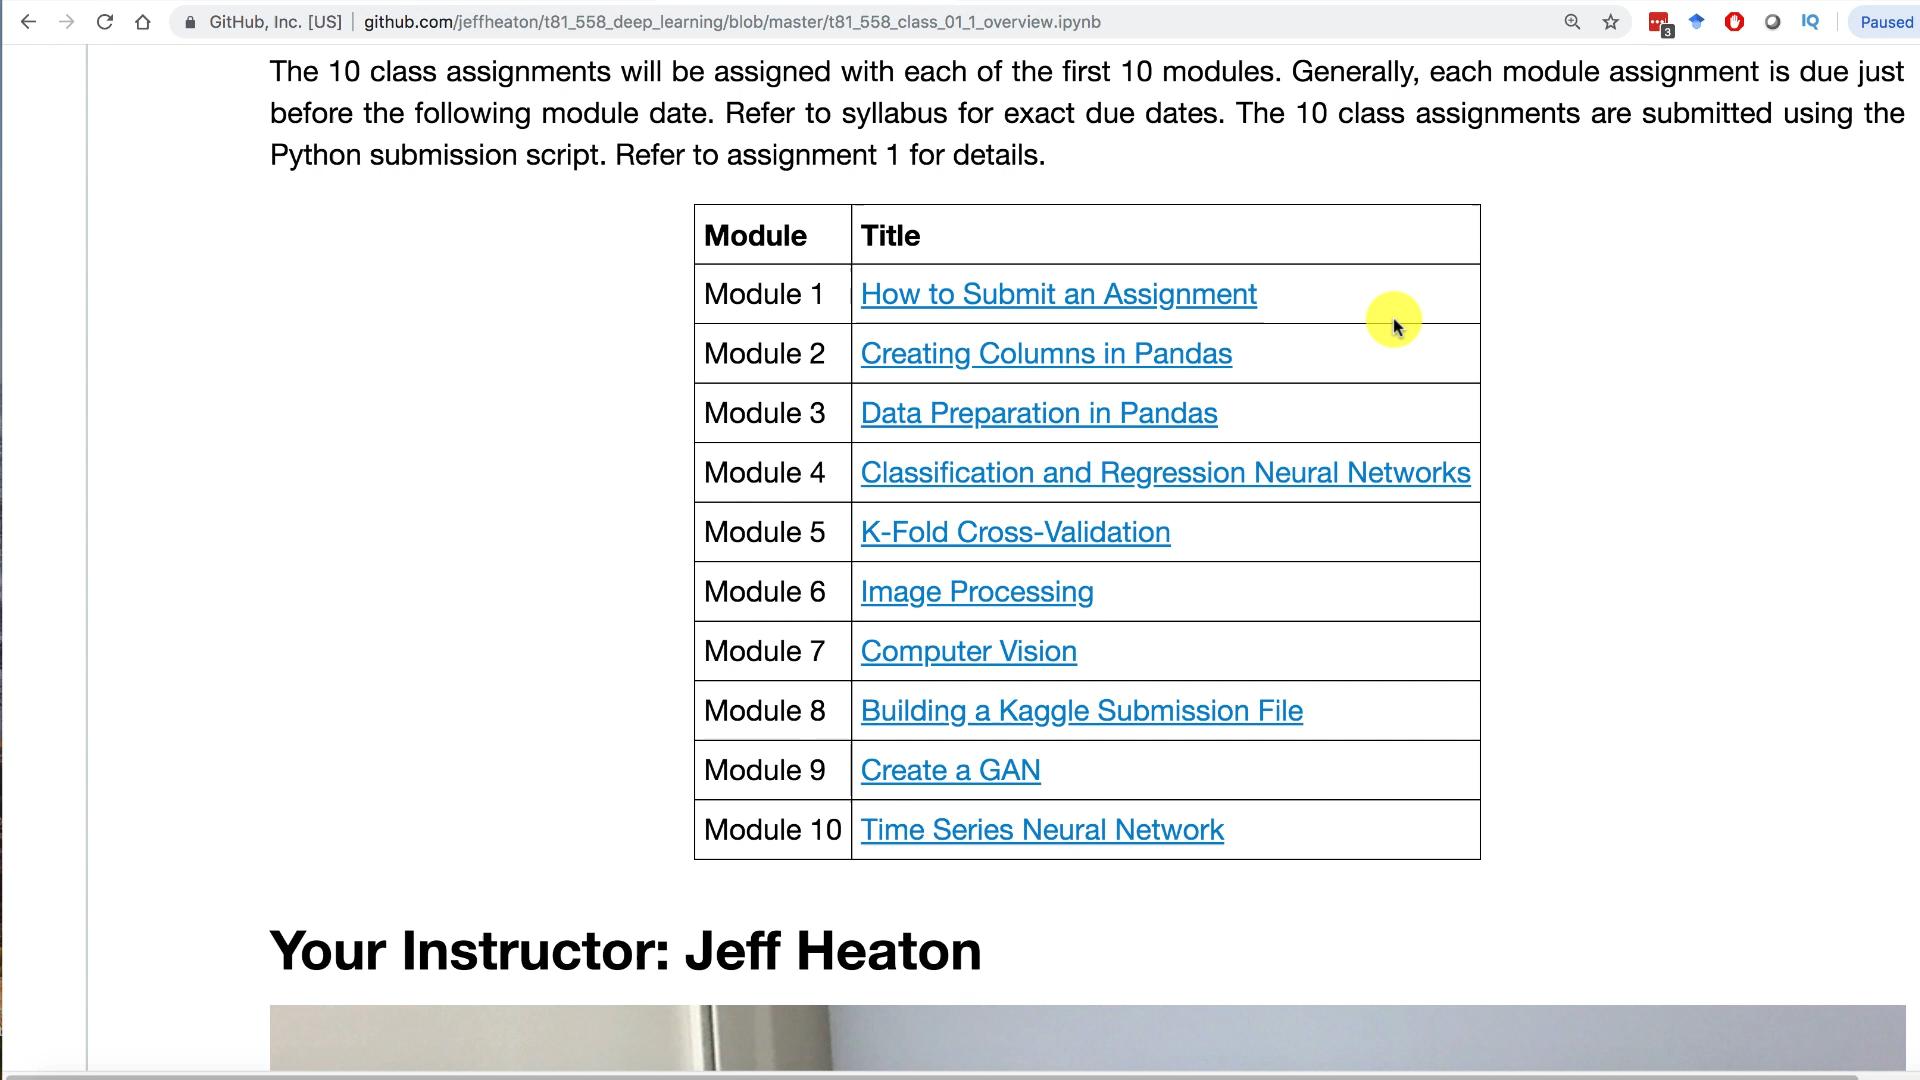 GitHub, Inc. [US] | github.com/jeffheaton/t81_558_deep_learning/blob/master/t81_558_class_01_1_overview.ipynb
3
IQ
Paused
The 10 class assignments will be assigned with each of the first 10 modules. Generally, each module assignment is due just
before the following module date. Refer to syllabus for exact due dates. The 10 class assignments are submitted using the
Python submission script. Refer to assignment 1 for details.
Module Title
Module 1 How to Submit an Assignment
Module 2 Creating Columns in Pandas
Module 3 Data Preparation in Pandas
Module 4 Classification and Regression Neural Networks
Module 5 K-Fold Cross-Validation
Module 6 Image Processing
Module 7 Computer Vision
Module 8 Building a Kaggle Submission File
Module 9 Create a GAN
Module 10 Time Series Neural Network
Your Instructor: Jeff Heaton